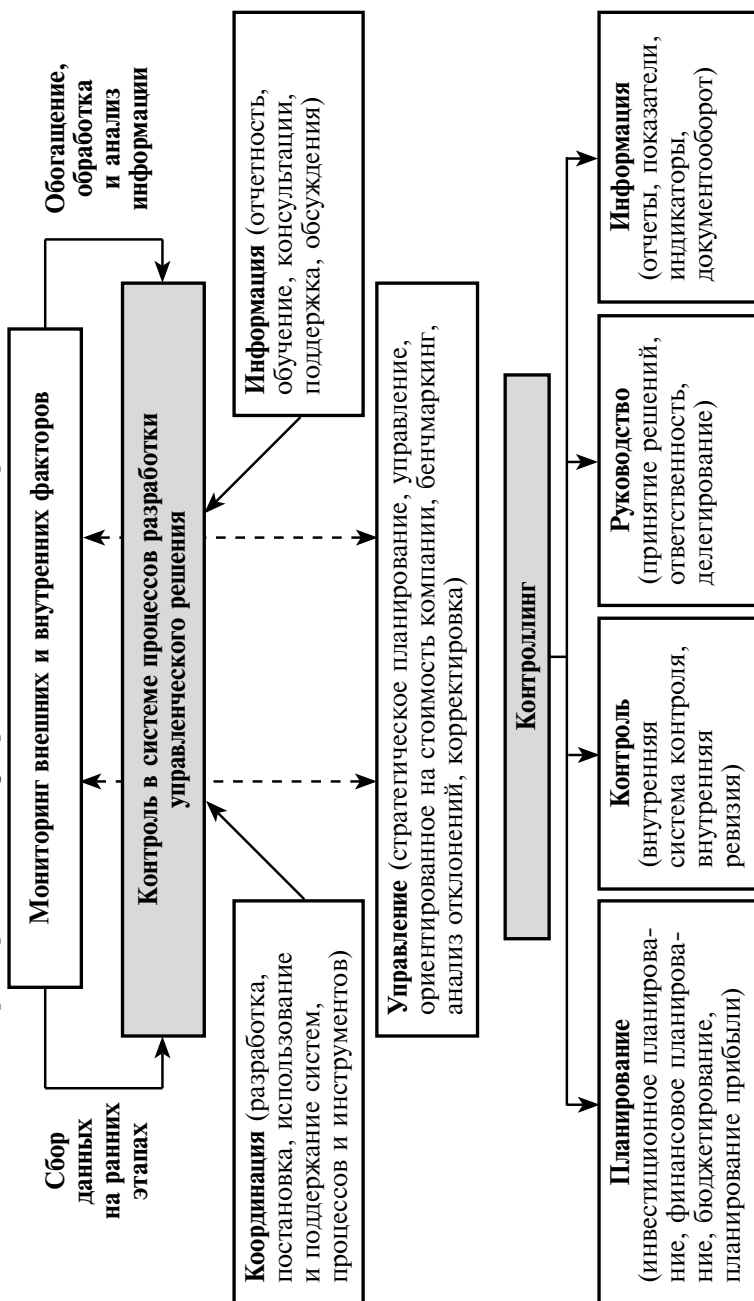 Мониторинг внешних и внутренних факторов
Сбор
данных
на ранних
этапах
Обогащение,
обработка
и анализ
информации
Контроль в системе процессов разработки
управленческого решения
Координация (разработка,
постановка, использование
и поддержание систем,
процессов и инструментов)
Информация (отчетность,
обучение, консультации,
поддержка, обсуждения)
Управление (стратегическое планирование, управление,
ориентированное на стоимость компании, бенчмаркинг,
анализ отклонений, корректировка)
Контроллинг
Планирование
(инвестиционное планирова-
ние, финансовое планирова-
ние, бюджетирование,
планирование прибыли)
Контроль
(внутренняя
система контроля,
внутренняя
ревизия)
Руководство
(принятие решений,
ответственность,
делегирование)
Информация
(отчеты, показатели,
индикаторы,
документооборот)